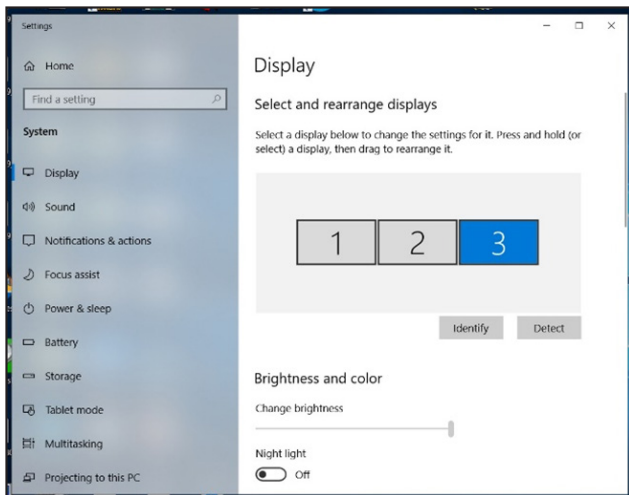 Settings
Home
Find a setting
System
Display
Sound
Notifications & actions
Focus assist
Power & sleep
Battery
Storage
Tablet mode
Multitasking
Projecting to this PC
Display
Select and rearrange displays
Select a display below to change the settings for it. Press and hold (or
select) a display, then drag to rearrange it.
1 2 3
Identify Detect
Brightness and color
Change brightness
Night light
Off